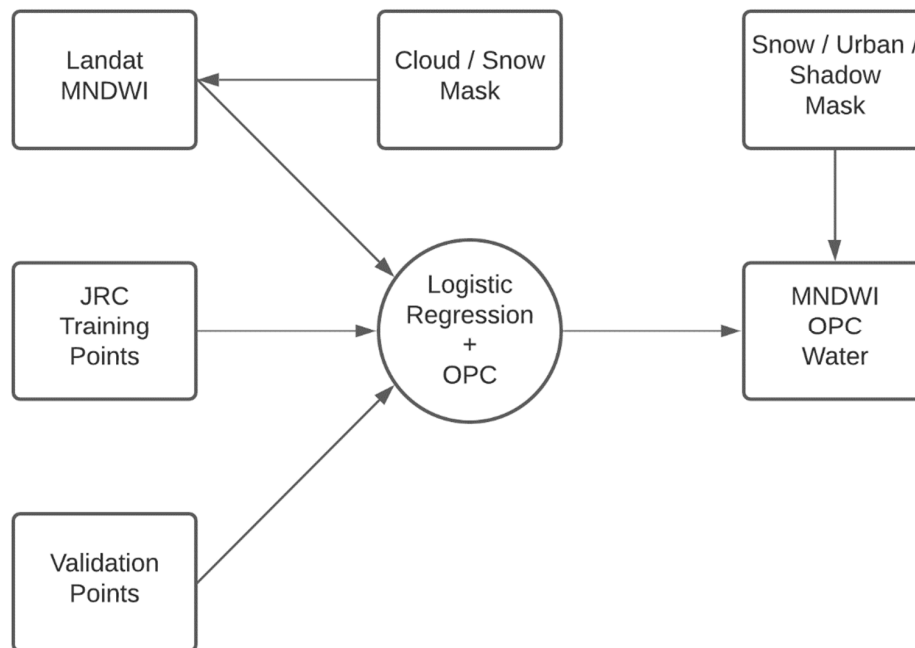 Landat
MNDWI
Cloud / Snow
Mask
Snow / Urban /
Shadow
Mask
JRC
Training
Points
Logistic
Regression
+
OPC
MNDWI
OPC
Water
Validation
Points